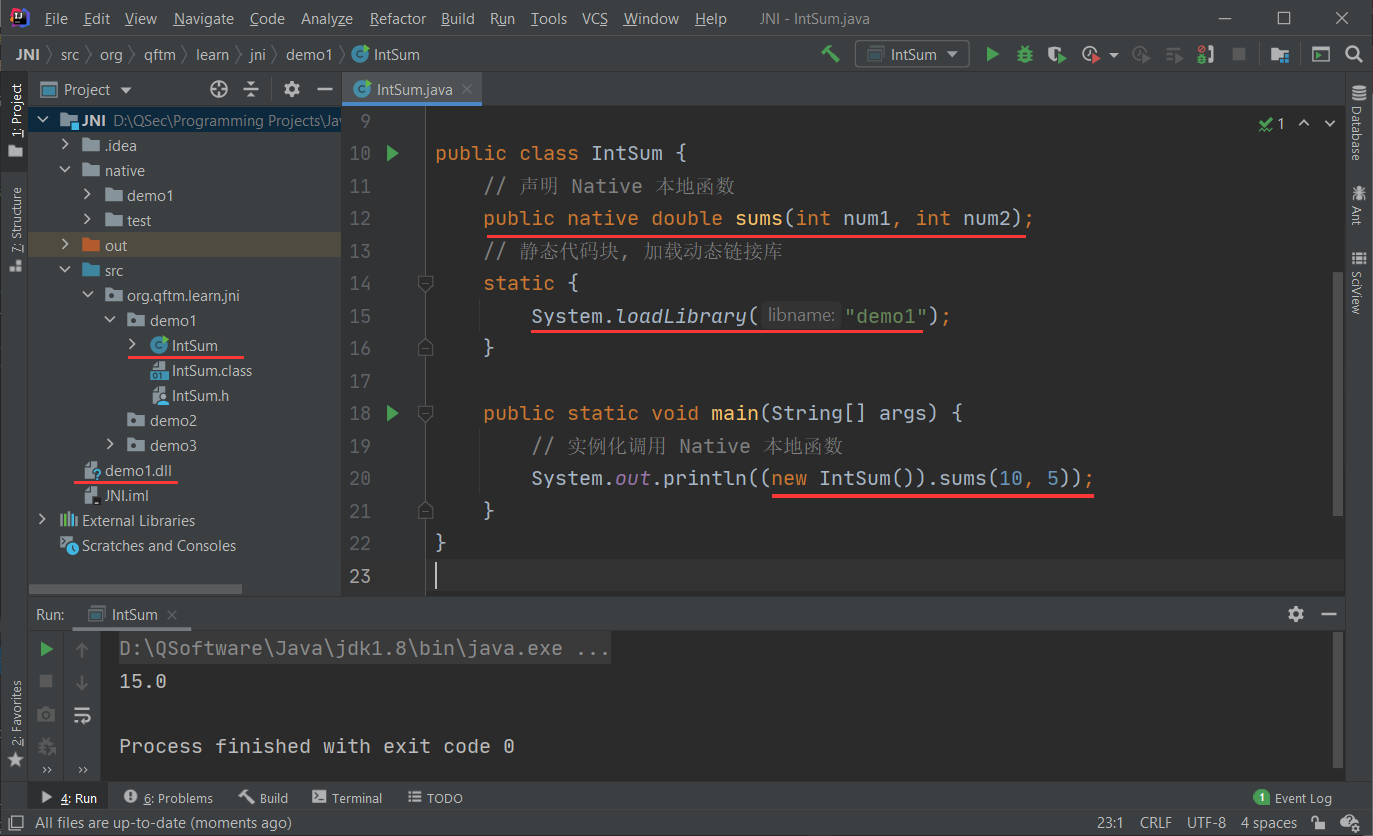 File Edit View Navigate Code Analyze Refactor Build Run Tools VCS Window Help JNI - IntSum.java
JNI src org qftm learn jni demo1 IntSum
IntSum
1: Project
7: Structure
2: Favorites
Project
JNI D:\QSec\Programming Projects\Jav
.idea
native
demo1
test
out
src
org.qftm.learn.jni
demo1
IntSum
IntSum.class
IntSum.h
demo2
demo3
demo1.dll
JNI.iml
External Libraries
Scratches and Consoles
IntSum.java
1
9
10 public class IntSum {
11 // 声明 Native 本地函数
12 public native double sums(int num1, int num2);
13 // 静态代码块, 加载动态链接库
14 static {
15 System.loadLibrary( libname: "demo1");
16 }
17
18 public static void main(String[] args) {
19 // 实例化调用 Native 本地函数
20 System.out.println((new IntSum()).sums(10, 5));
21 }
22 }
23
Database
Ant
SciView
Run: IntSum
D:\QSoftware\Java\jdk1.8\bin\java.exe ...
15.0
Process finished with exit code 0
4: Run 6: Problems Build Terminal TODO 1 Event Log
All files are up-to-date (moments ago) 23:1 CRLF UTF-8 4 spaces